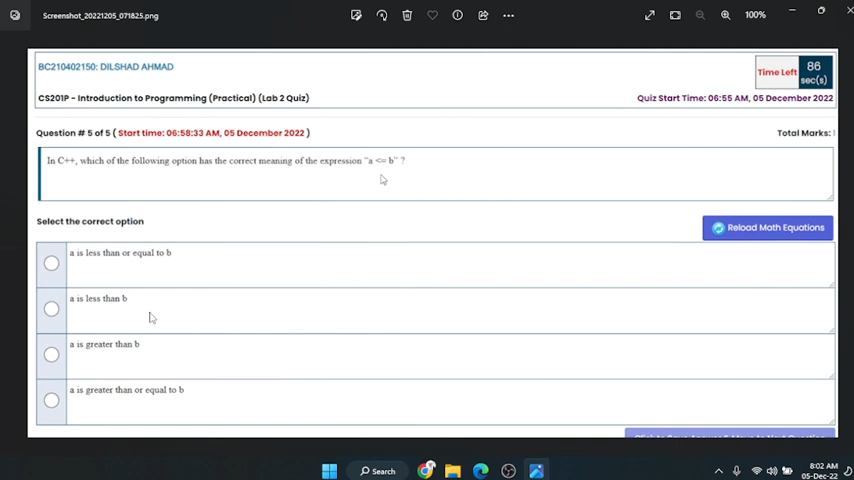 Screenshot_20221205_071825.png
100%
BC210402150: DILSHAD AHMAD
Time Left
86
sec(s)
CS201P - Introduction to Programming (Practical) (Lab 2 Quiz)
Quiz Start Time: 06:55 AM, 05 December 2022
Question # 5 of 5 ( Start time: 06:58:33 AM, 05 December 2022 )
Total Marks:
In C++, which of the following option has the correct meaning of the expression "a <= b" ?
Select the correct option
Reload Math Equations
a is less than or equal to b
a is less than b
a is greater than b
a is greater than or equal to b
Search
8:02 AM
05-Dec-22